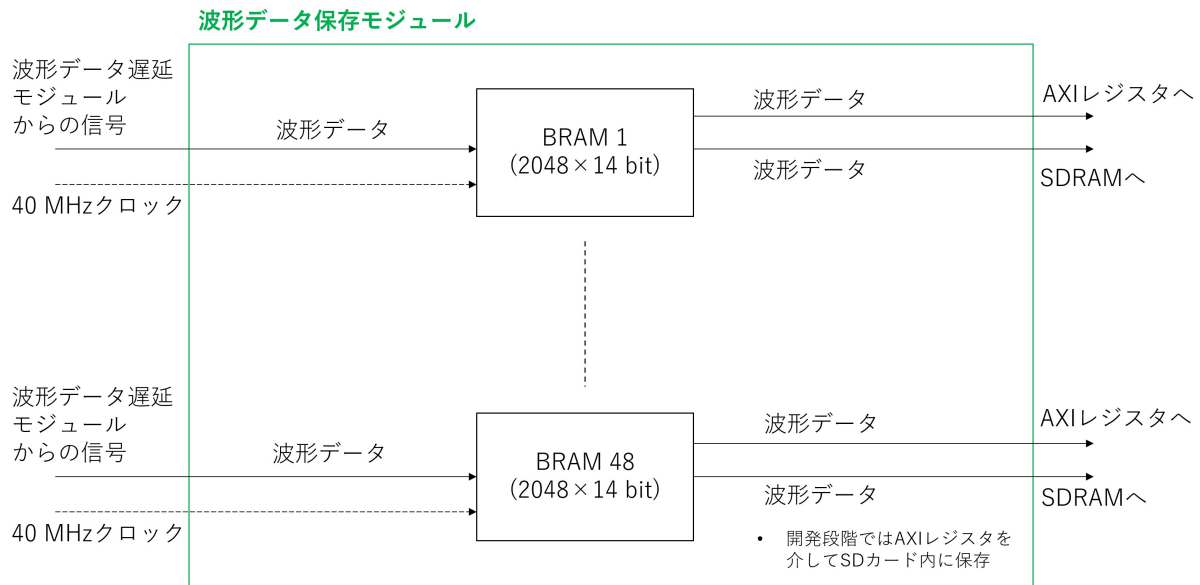 波形データ保存モジュール
波形データ遅延
モジュール
からの信号
波形データ
40 MHzクロック
BRAM 1
(2048×14 bit)
波形データ
AXIレジスタへ
波形データ
SDRAMへ
波形データ遅延
モジュール
からの信号
波形データ
40 MHzクロック
BRAM 48
(2048×14 bit)
波形データ
AXIレジスタへ
波形データ
SDRAMへ
• 開発段階ではAXIレジスタを
介してSDカード内に保存